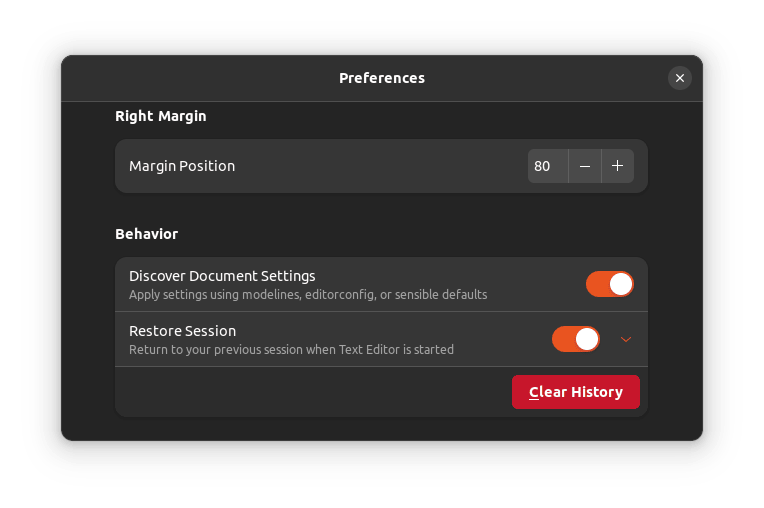 Preferences
Right Margin
Margin Position
80
Behavior
Discover Document Settings
Apply settings using modelines, editorconfig, or sensible defaults
Restore Session
Return to your previous session when Text Editor is started
Clear History